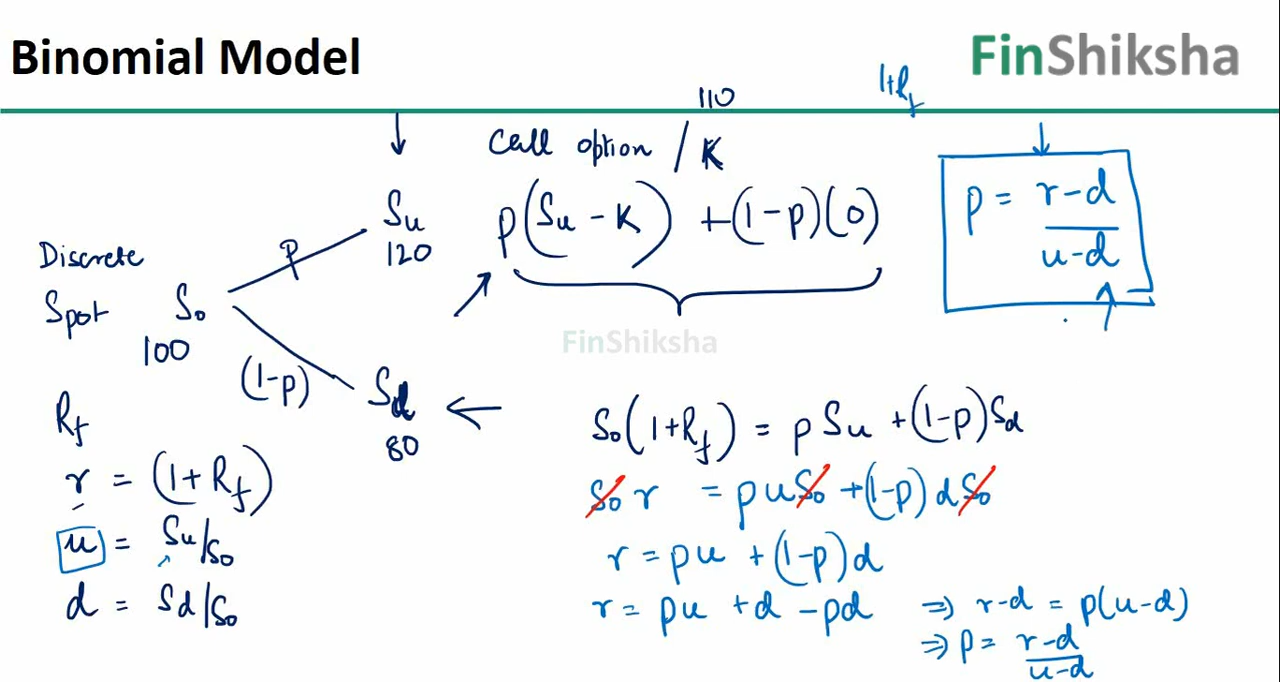 Binomial Model
FinShiksha
1+Rf
110
Call option / K
p = r-d / u-d
Su
120
p(Su - K) + (1-p)(0)
p
Discrete
Spot S₀
100
FinShiksha
(1-p)
Sd
80
S₀(1+Rf) = p Su + (1-p)Sd
Rf
r = (1+Rf)
S₀ r = p u S₀ + (1-p) d S₀
u = Su/S₀
r = pu + (1-p)d
d = Sd/S₀
r = pu + d - pd ⇒ r-d = p(u-d)
⇒ p = r-d / u-d